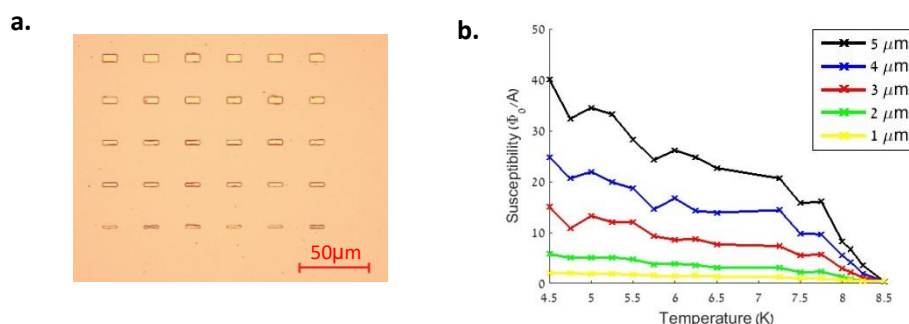 a.
50μm
b.
50
40
30
20
10
0
Susceptibility (Φ₀/A)
4.5 5 5.5 6 6.5 7 7.5 8 8.5
Temperature (K)
5 μm
4 μm
3 μm
2 μm
1 μm